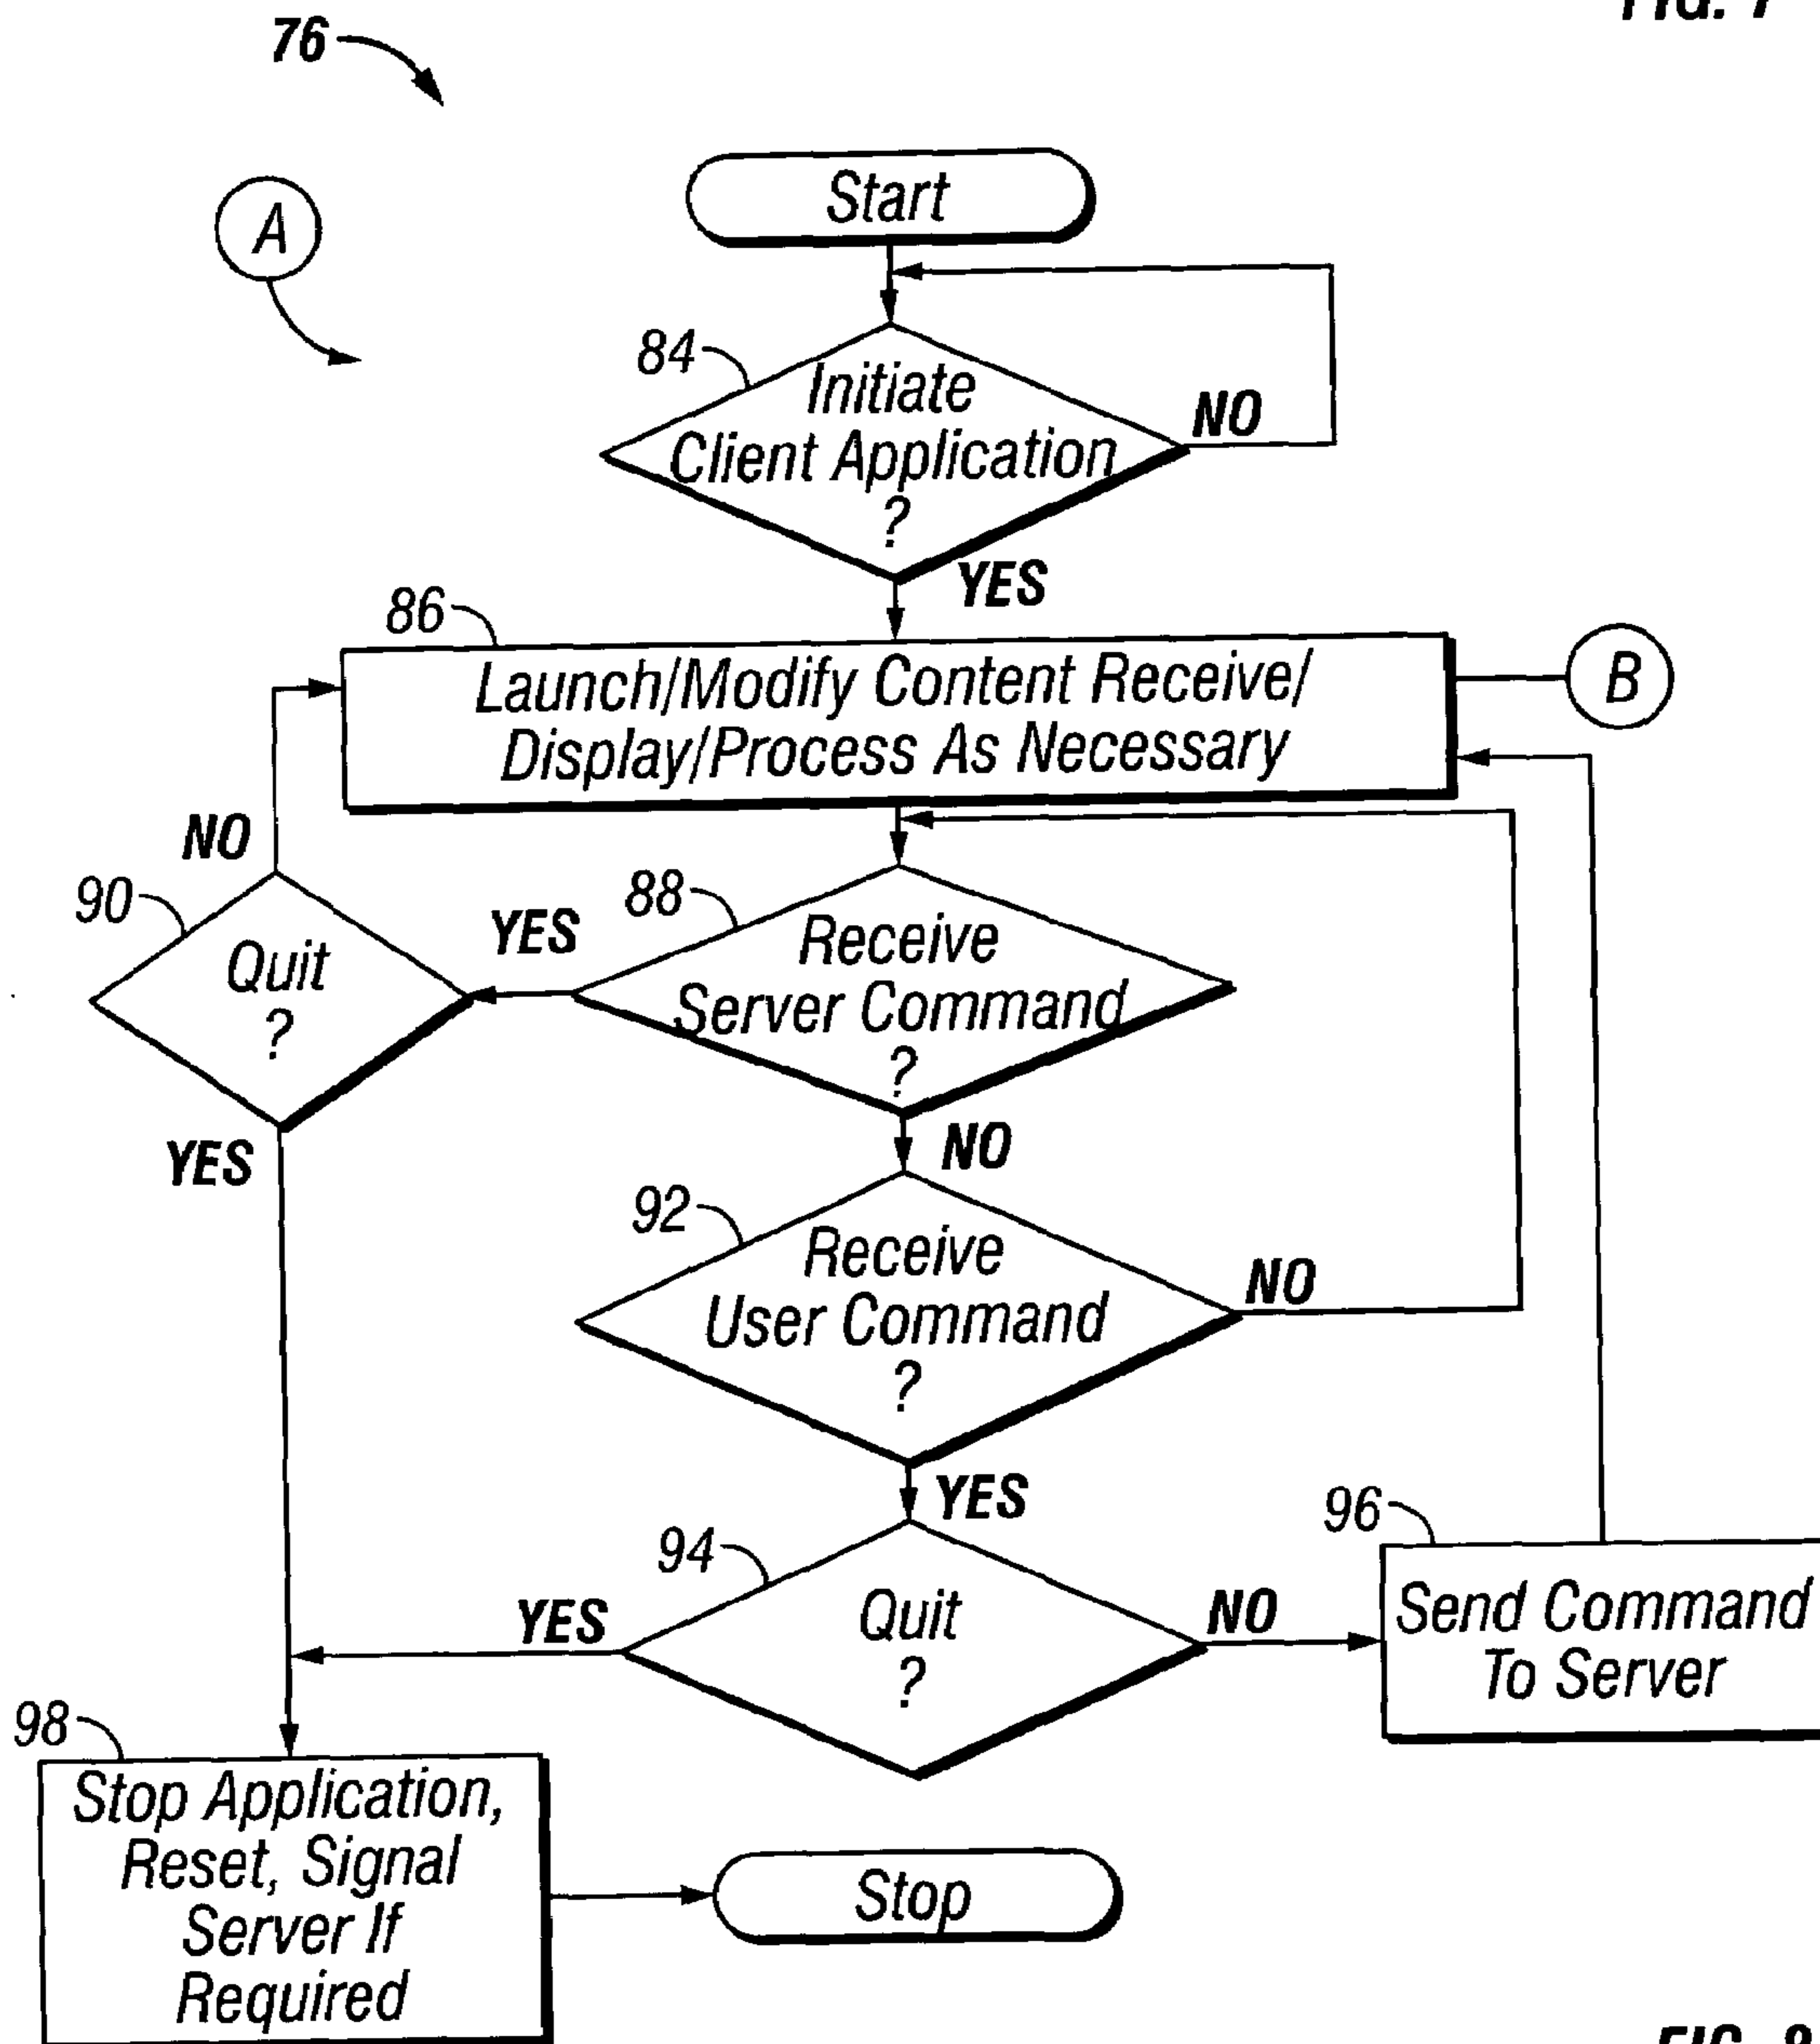 FIG. 7
76
A
Start
84
Initiate
Client Application
?
NO
YES
86
Launch/Modify Content Receive/
Display/Process As Necessary
B
NO
90
Quit
?
YES
88
Receive
Server Command
?
YES
NO
92
Receive
User Command
?
NO
YES
94
Quit
?
YES
NO
96
Send Command
To Server
98
Stop Application,
Reset, Signal
Server If
Required
Stop